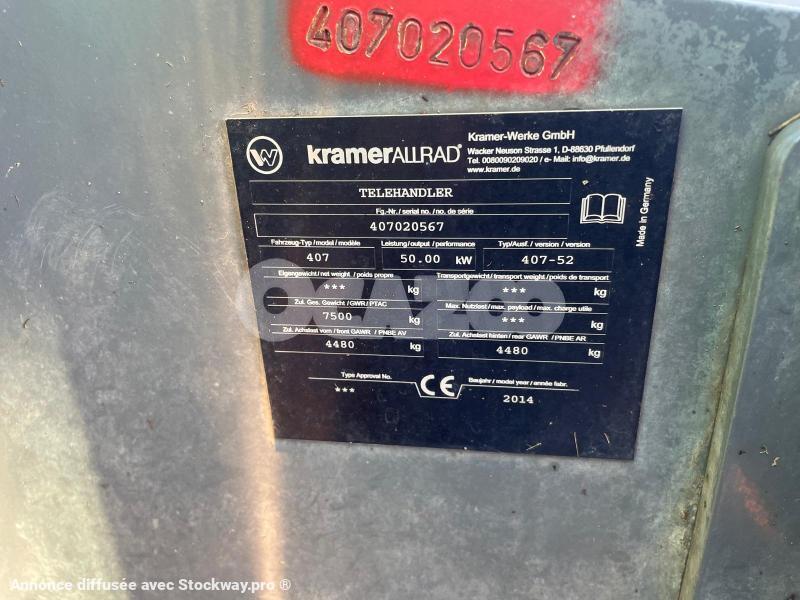 407020567
Kramer-Werke GmbH
Wacker Neuson Strasse 1, D-88630 Pfullendorf
Tel. 0080090209020 / e- Mail: info@kramer.de
www.kramer.de
kramerALLRAD®
TELEHANDLER
Fg.-Nr. / serial no. / no. de série
407020567
Made in Germany
Fahrzeug-Typ / model / modèle
Leistung / output / performance
Typ/Ausf. / version / version
407
50.00 kW
407-52
Eigengewicht / net weight / poids propre
Transportgewicht / transport weight / poids de transport
*** kg
*** kg
Zul. Ges. Gewicht / GWR / PTAC
Max. Nutzlast / max. payload / max. charge utile
7500 kg
*** kg
Zul. Achslast vorn / front GAWR / PNBE AV
Zul. Achslast hinten / rear GAWR / PNBE AR
4480 kg
4480 kg
Type Approval No.
CE
Baujahr / model year / année fabr.
***
2014
OCAZOO
Annonce diffusée avec Stockway.pro ®